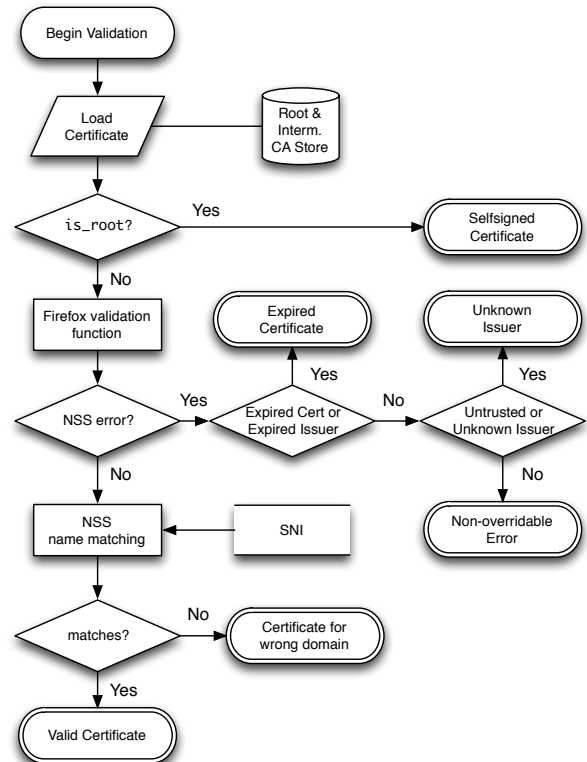 Begin Validation
Load
Certificate
Root &
Interm.
CA Store
is_root?
Yes
Selfsigned
Certificate
No
Firefox validation
function
Expired
Certificate
Unknown
Issuer
Yes
Yes
NSS error?
Yes
Expired Cert or
Expired Issuer
No
Untrusted or
Unknown Issuer
No
No
NSS
name matching
SNI
Non-overridable
Error
matches?
No
Certificate for
wrong domain
Yes
Valid Certificate